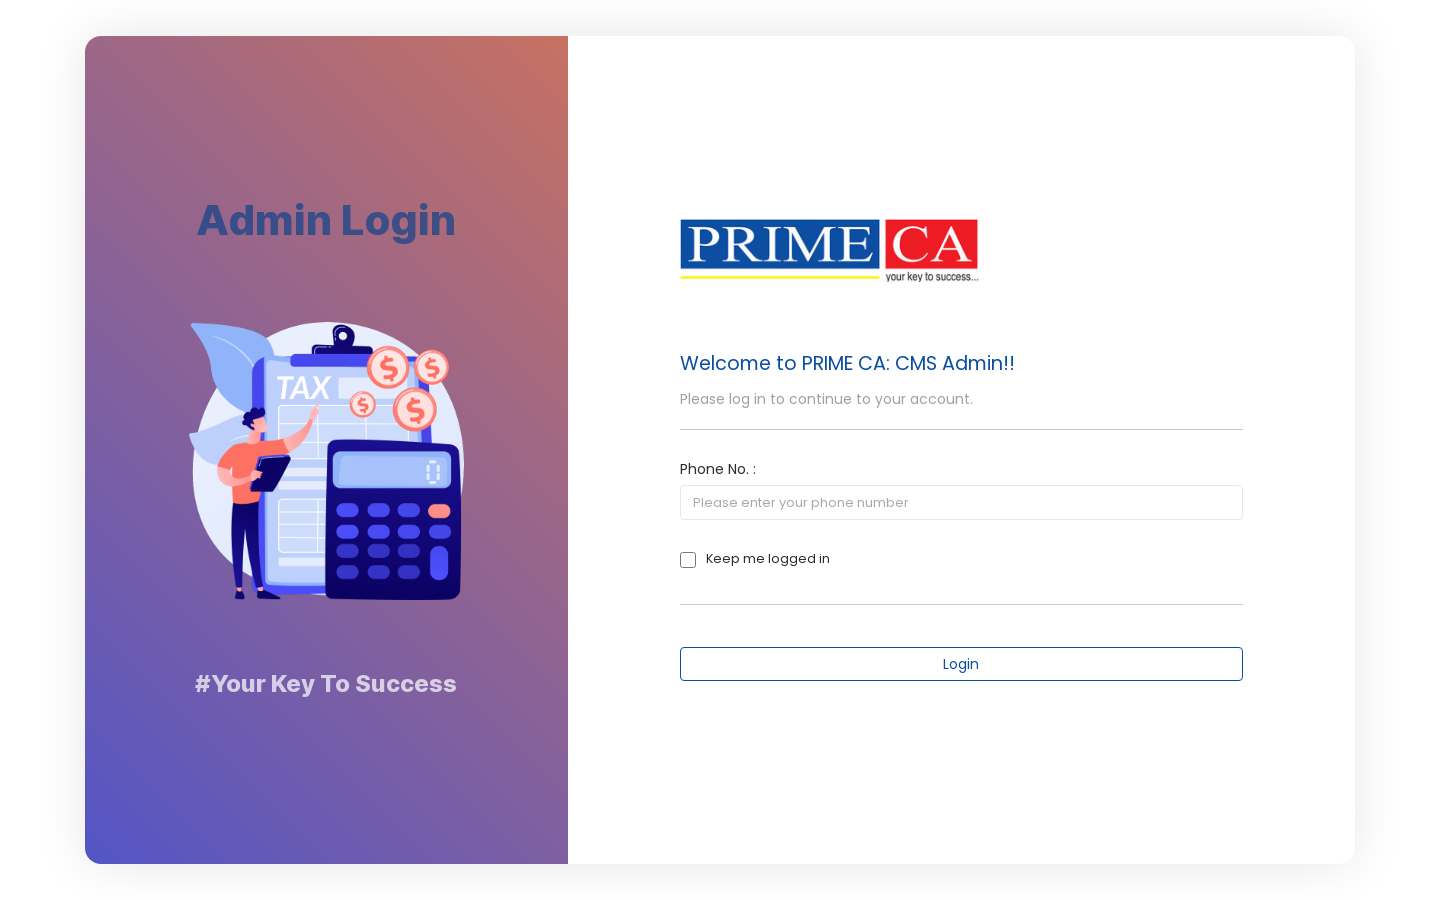 Admin Login
TAX
0
#Your Key To Success
PRIME CA
your key to success...
Welcome to PRIME CA: CMS Admin!!
Please log in to continue to your account.
Phone No. :
Please enter your phone number
Keep me logged in
Login